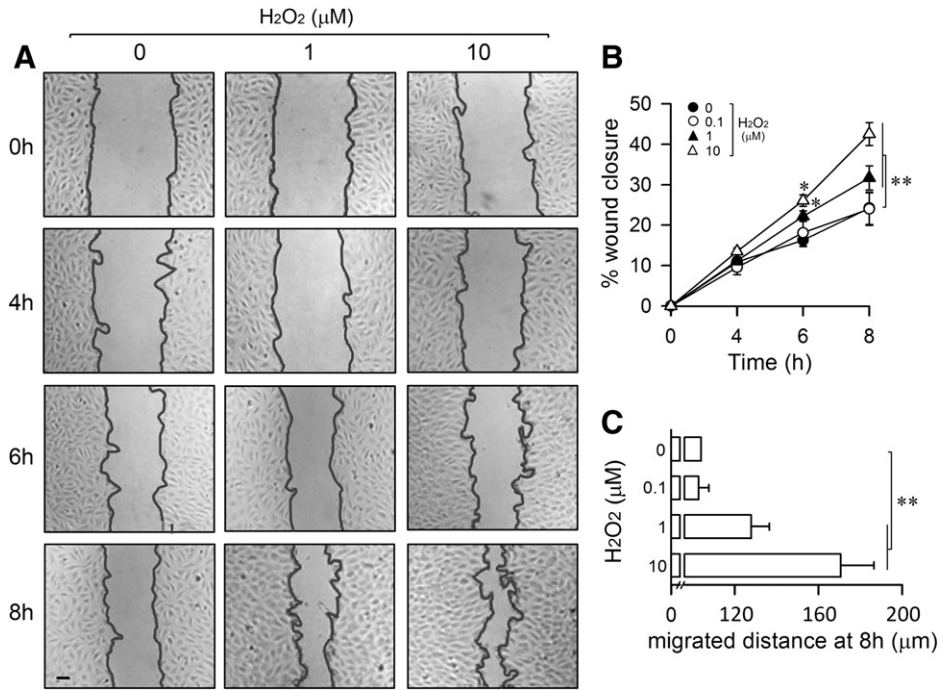 H2O2 (μM)
A
0
1
10
0h
4h
6h
8h
B
0
0.1
1
10
H2O2
(μM)
50
40
30
20
10
0
% wound closure
*
*
**
0
4
6
8
Time (h)
C
0
0.1
1
10
H2O2 (μM)
**
0
120
160
200
migrated distance at 8h (μm)